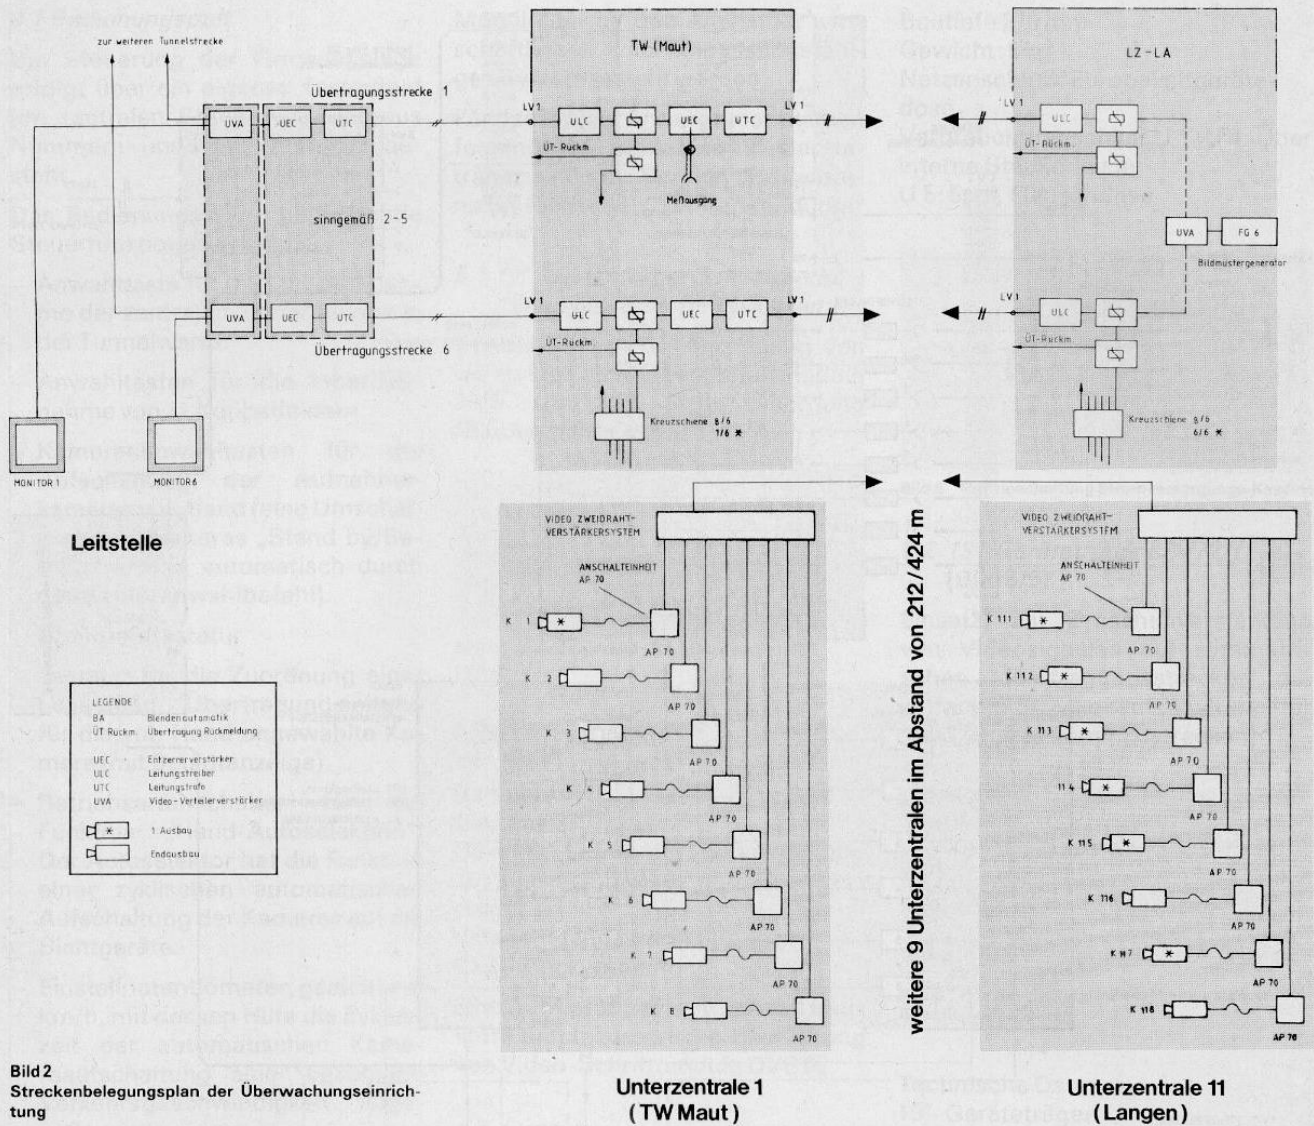 zur weiteren Tunnelstrecke
Übertragungsstrecke 1
UVA
UEC
UTC
sinngemäß 2-5
UVA
UEC
UTC
Übertragungsstrecke 6
MONITOR 1
MONITOR 6
Leitstelle
TW (Maut)
LV 1
ULC
UEC
UTC
LV 1
ÜT-Rückm.
Meßausgang
LV 1
ULC
UEC
UTC
LV 1
ÜT-Rückm.
Kreuzschiene 8/6
1/6 *
LZ-LA
LV 1
ULC
ÜT-Rückm.
UVA
FG 6
Bildmustergenerator
LV 1
ULC
ÜT-Rückm.
Kreuzschiene 8/6
6/6 *
LEGENDE
BA Blendenautomatik
ÜT Rückm. Übertragung Rückmeldung
UEC Entzerrerverstärker
ULC Leitungstreiber
UTC Leitungstrafo
UVA Video-Verteilerverstärker
* 1. Ausbau
Endausbau
VIDEO ZWEIDRAHT-
VERSTÄRKERSYSTEM
ANSCHALTEINHEIT
AP 70
K 1 *
AP 70
K 2
AP 70
K 3
AP 70
K 4
AP 70
K 5
AP 70
K 6
AP 70
K 7
AP 70
K 8
AP 70
weitere 9 Unterzentralen im Abstand von 212/424 m
VIDEO ZWEIDRAHT-
VERSTÄRKERSYSTEM
ANSCHALTEINHEIT
AP 70
K 111 *
AP 70
K 112 *
AP 70
K 113 *
AP 70
114 *
AP 70
K 115 *
AP 70
K 116
AP 70
K 117 *
AP 70
K 118
AP 70
Bild 2
Streckenbelegungsplan der Überwachungseinrich-
tung
Unterzentrale 1
(TW Maut)
Unterzentrale 11
(Langen)